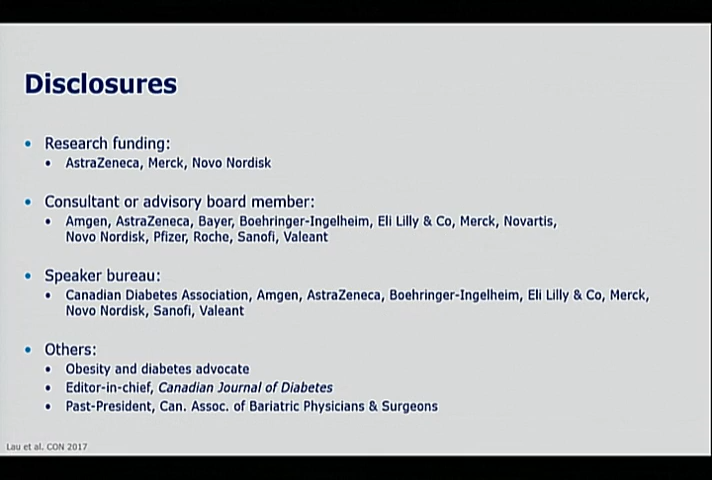 Disclosures
• Research funding:
• AstraZeneca, Merck, Novo Nordisk
• Consultant or advisory board member:
• Amgen, AstraZeneca, Bayer, Boehringer-Ingelheim, Eli Lilly & Co, Merck, Novartis,
Novo Nordisk, Pfizer, Roche, Sanofi, Valeant
• Speaker bureau:
• Canadian Diabetes Association, Amgen, AstraZeneca, Boehringer-Ingelheim, Eli Lilly & Co, Merck,
Novo Nordisk, Sanofi, Valeant
• Others:
• Obesity and diabetes advocate
• Editor-in-chief, Canadian Journal of Diabetes
• Past-President, Can. Assoc. of Bariatric Physicians & Surgeons
Lau et al. CON 2017